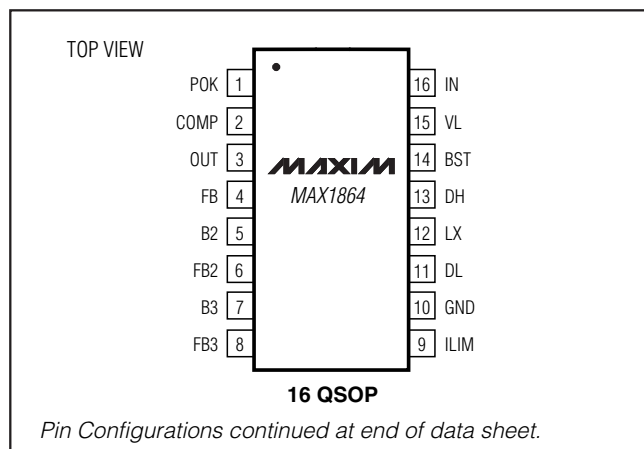 TOP VIEW
POK 1
COMP 2
OUT 3
FB 4
B2 5
FB2 6
B3 7
FB3 8
MAXIM
MAX1864
16 IN
15 VL
14 BST
13 DH
12 LX
11 DL
10 GND
9 ILIM
16 QSOP
Pin Configurations continued at end of data sheet.